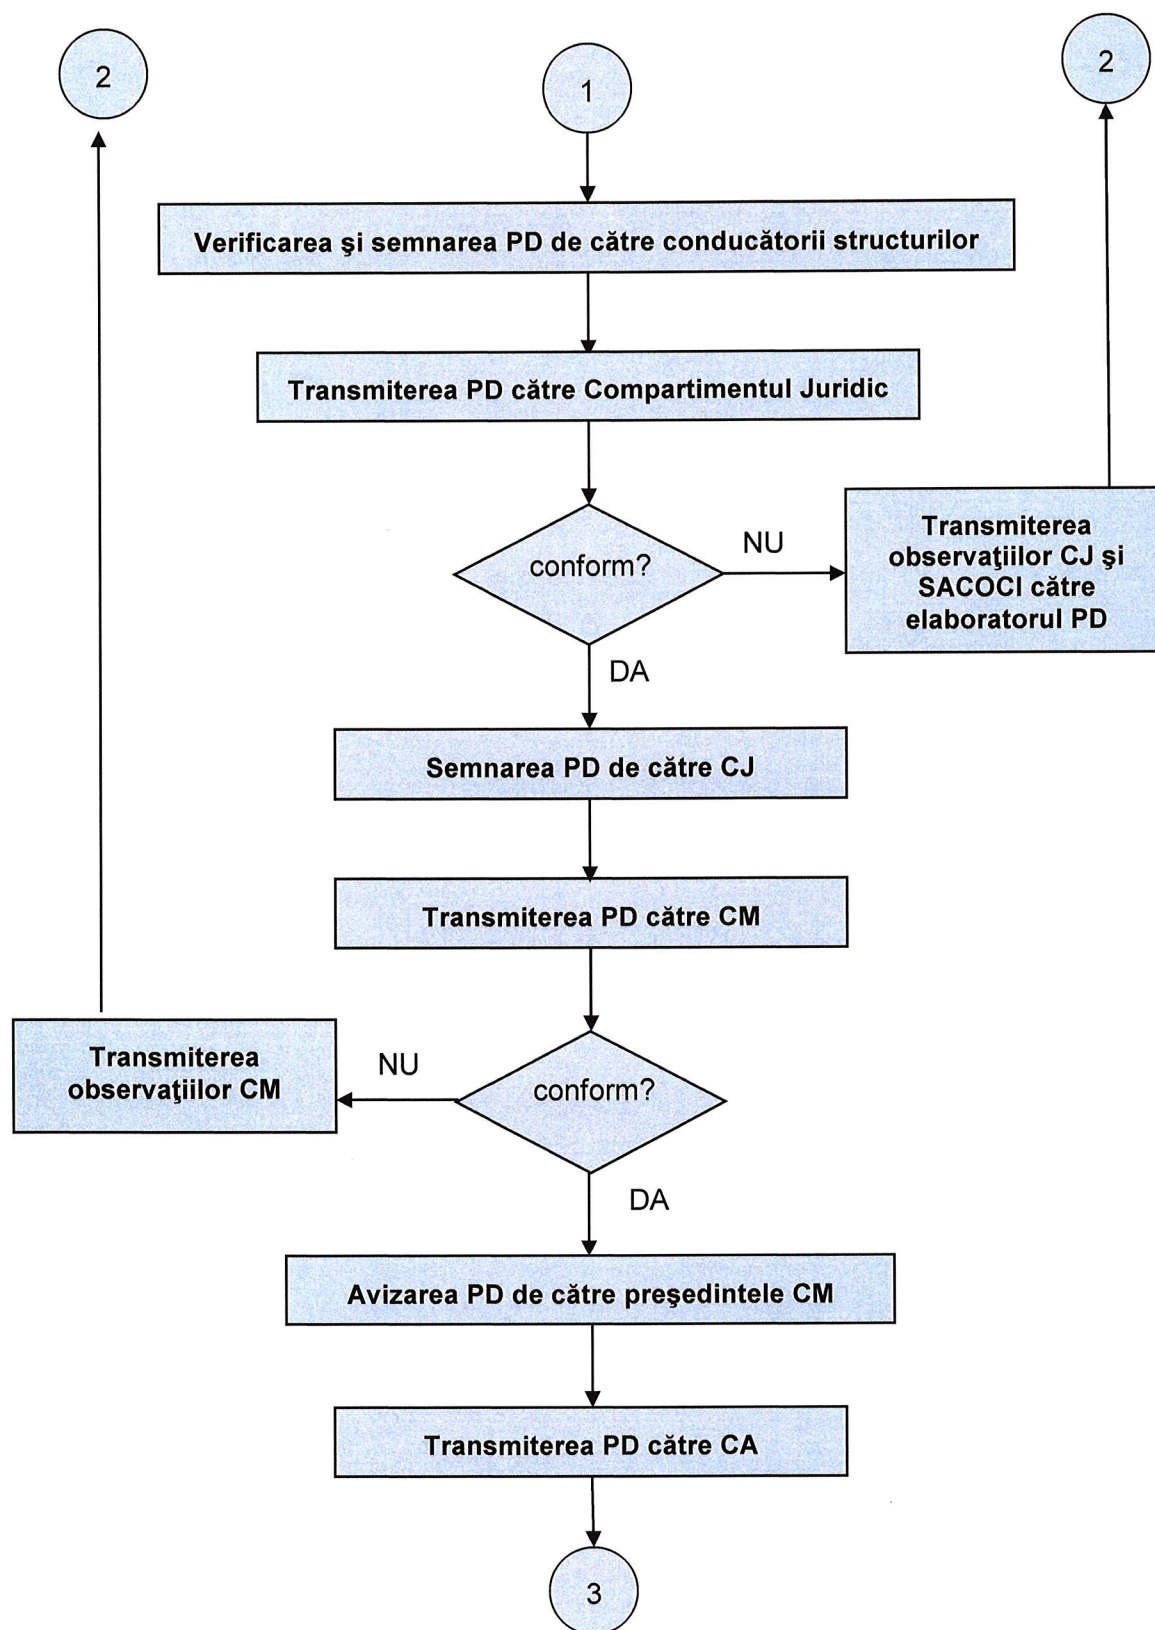 2
1
2
Verificarea şi semnarea PD de către conducătorii structurilor
Transmiterea PD către Compartimentul Juridic
conform?
NU
Transmiterea
observaţiilor CJ şi
SACOCI către
elaboratorul PD
DA
Semnarea PD de către CJ
Transmiterea PD către CM
Transmiterea
observaţiilor CM
NU
conform?
DA
Avizarea PD de către preşedintele CM
Transmiterea PD către CA
3